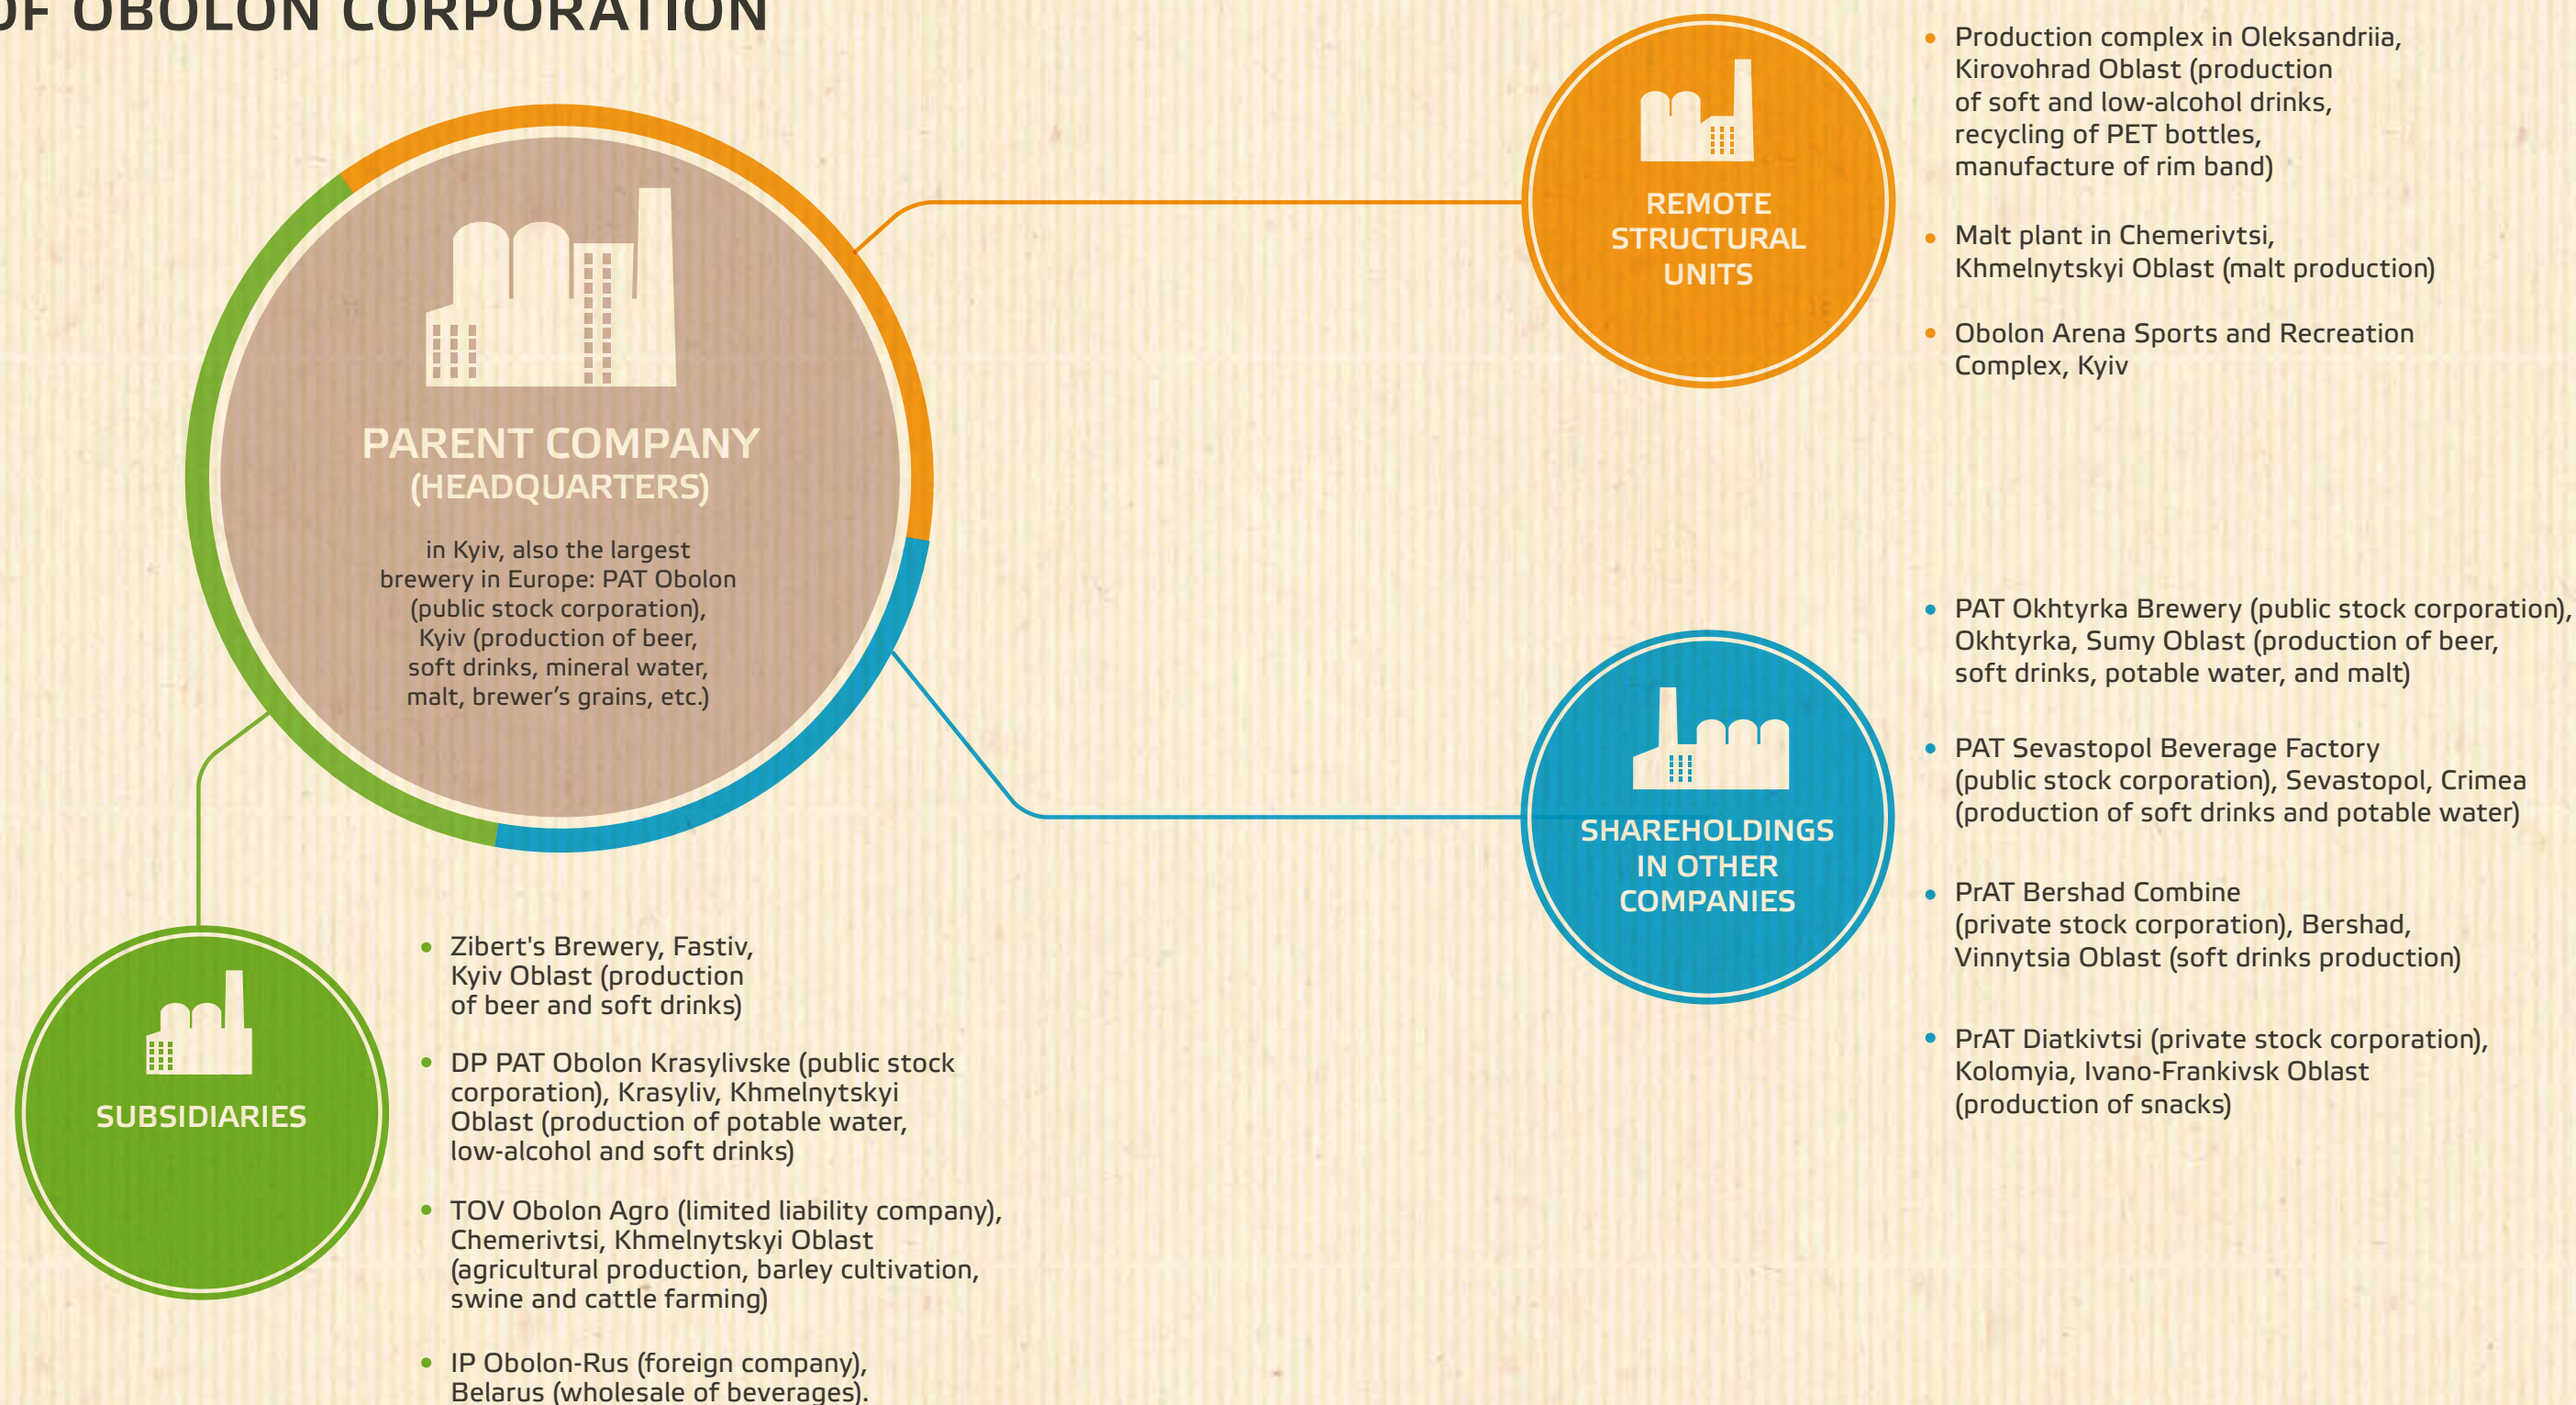 OF OBOLON CORPORATION
PARENT COMPANY
(HEADQUARTERS)
in Kyiv, also the largest
brewery in Europe: PAT Obolon
(public stock corporation),
Kyiv (production of beer,
soft drinks, mineral water,
malt, brewer’s grains, etc.)
REMOTE
STRUCTURAL
UNITS
Production complex in Oleksandriia,
Kirovohrad Oblast (production
of soft and low-alcohol drinks,
recycling of PET bottles,
manufacture of rim band)
Malt plant in Chemerivtsi,
Khmelnytskyi Oblast (malt production)
Obolon Arena Sports and Recreation
Complex, Kyiv
SHAREHOLDINGS
IN OTHER
COMPANIES
PAT Okhtyrka Brewery (public stock corporation),
Okhtyrka, Sumy Oblast (production of beer,
soft drinks, potable water, and malt)
PAT Sevastopol Beverage Factory
(public stock corporation), Sevastopol, Crimea
(production of soft drinks and potable water)
PrAT Bershad Combine
(private stock corporation), Bershad,
Vinnytsia Oblast (soft drinks production)
PrAT Diatkivtsi (private stock corporation),
Kolomyia, Ivano-Frankivsk Oblast
(production of snacks)
SUBSIDIARIES
Zibert's Brewery, Fastiv,
Kyiv Oblast (production
of beer and soft drinks)
DP PAT Obolon Krasylivske (public stock
corporation), Krasyliv, Khmelnytskyi
Oblast (production of potable water,
low-alcohol and soft drinks)
TOV Obolon Agro (limited liability company),
Chemerivtsi, Khmelnytskyi Oblast
(agricultural production, barley cultivation,
swine and cattle farming)
IP Obolon-Rus (foreign company),
Belarus (wholesale of beverages).